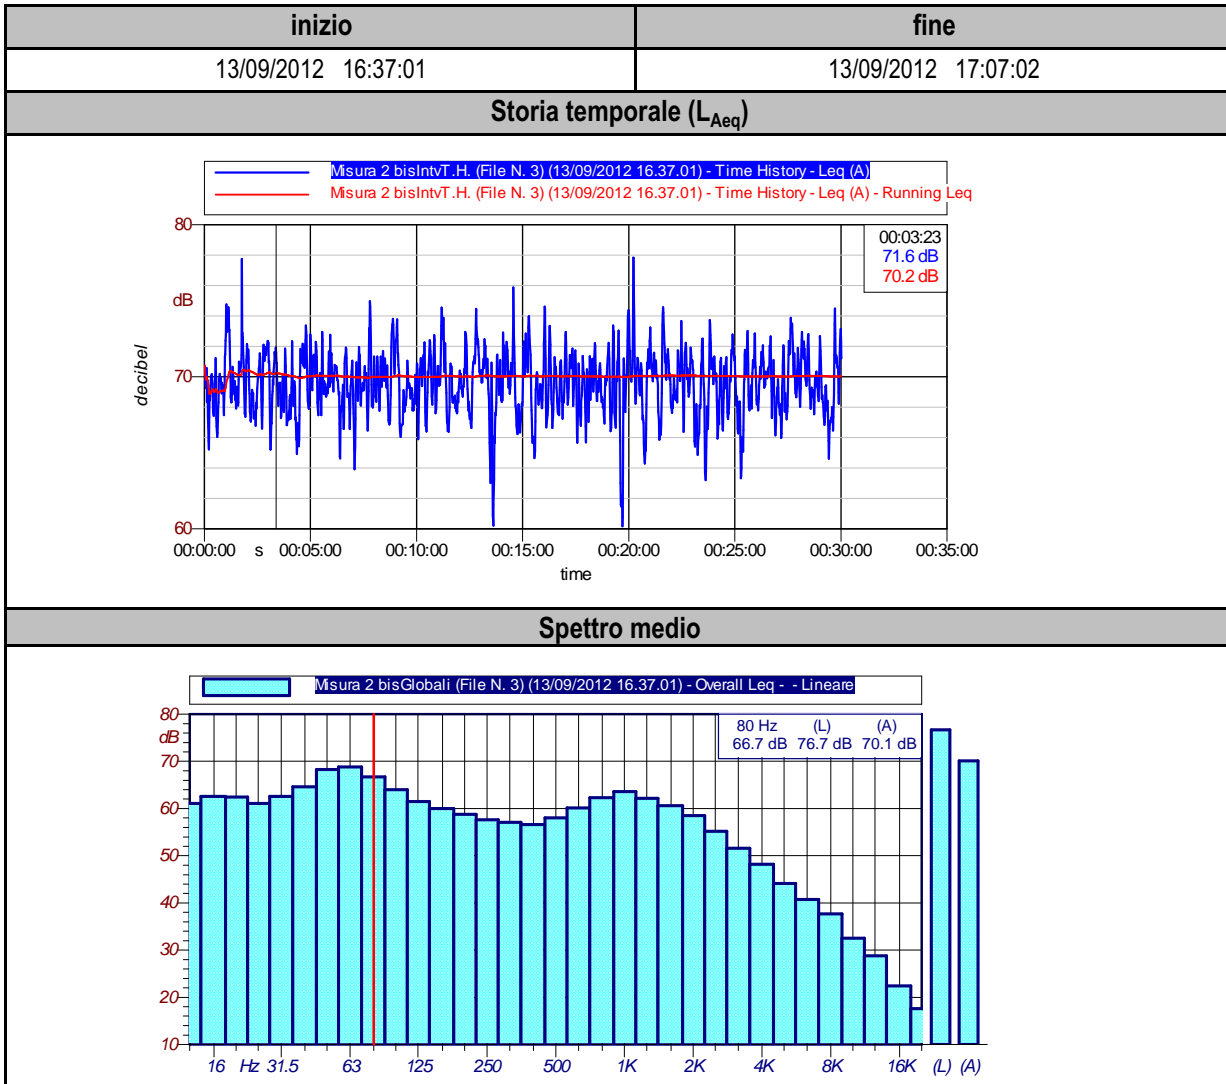 inizio fine
13/09/2012 16:37:01 13/09/2012 17:07:02
Storia temporale (LAeq)
Misura 2 bisIntvT.H. (File N. 3) (13/09/2012 16.37.01) - Time History - Leq (A)
Misura 2 bisIntvT.H. (File N. 3) (13/09/2012 16.37.01) - Time History - Leq (A) - Running Leq
80
dB
70
60
decibel
00:03:23
71.6 dB
70.2 dB
00:00:00 s 00:05:00 00:10:00 00:15:00 00:20:00 00:25:00 00:30:00 00:35:00
time
Spettro medio
Misura 2 bisGlobali (File N. 3) (13/09/2012 16.37.01) - Overall Leq - - Lineare
80
dB
70
60
50
40
30
20
10
80 Hz (L) (A)
66.7 dB 76.7 dB 70.1 dB
16 Hz 31.5 63 125 250 500 1K 2K 4K 8K 16K (L) (A)